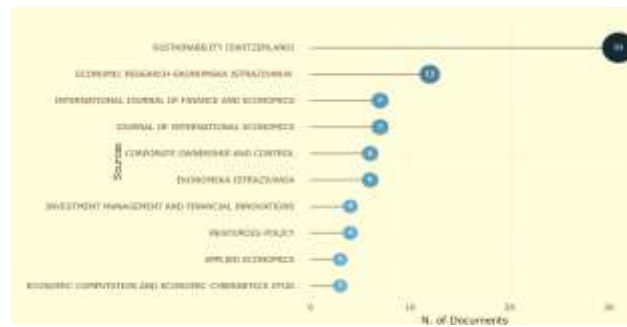 SUSTAINABILITY (SWITZERLAND)
31
ECONOMIC RESEARCH-EKONOMSKA ISTRAZIVANJA
12
INTERNATIONAL JOURNAL OF FINANCE AND ECONOMICS
7
JOURNAL OF INTERNATIONAL ECONOMICS
7
CORPORATE OWNERSHIP AND CONTROL
6
EKONOMSKA ISTRAZIVANJA
6
INVESTMENT MANAGEMENT AND FINANCIAL INNOVATIONS
4
RESOURCES POLICY
4
APPLIED ECONOMICS
3
ECONOMIC COMPUTATION AND ECONOMIC CYBERNETICS STUD
3
Sources
0 10 20 30
N. of Documents